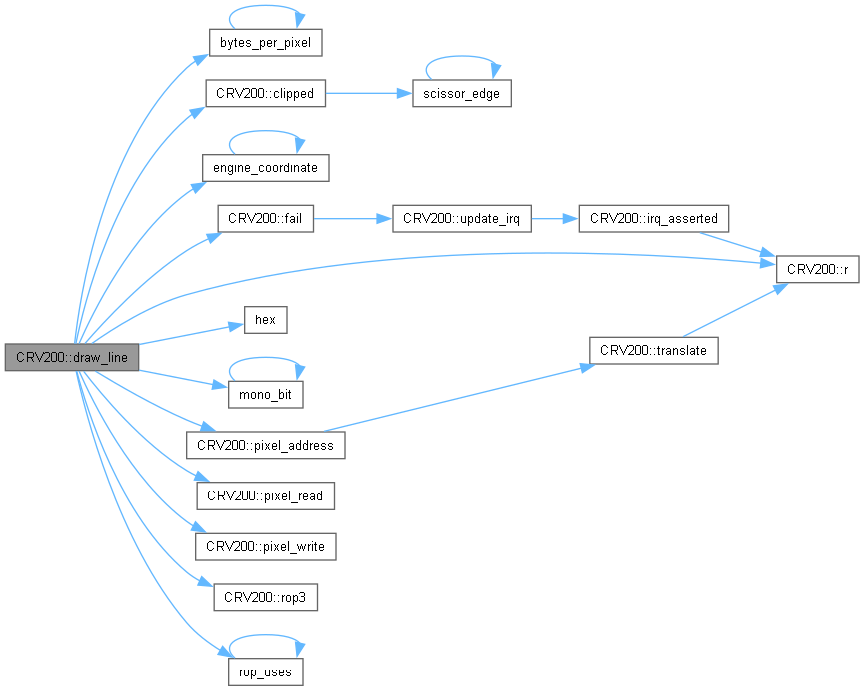 bytes_per_pixel
CRV200::clipped
scissor_edge
engine_coordinate
CRV200::fail
CRV200::update_irq
CRV200::irq_asserted
CRV200::r
hex
CRV200::draw_line
CRV200::translate
mono_bit
CRV200::pixel_address
CRV200::pixel_read
CRV200::pixel_write
CRV200::rop3
rop_uses